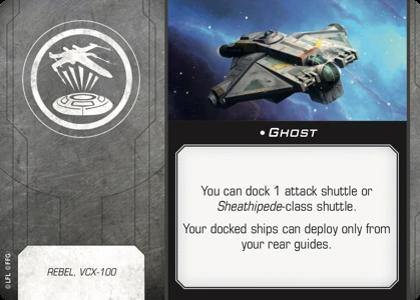 • GHOST
You can dock 1 attack shuttle or
Sheathipede-class shuttle.
Your docked ships can deploy only from
your rear guides.
REBEL, VCX-100
© LFL © FFG